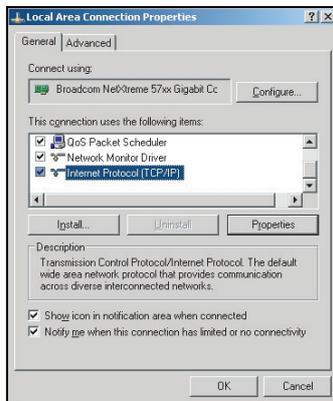 Local Area Connection Properties
General
Advanced
Connect using:
Broadcom NetXtreme 57xx Gigabit Cc
Configure...
This connection uses the following items:
QoS Packet Scheduler
Network Monitor Driver
Internet Protocol (TCP/IP)
Install...
Uninstall
Properties
Description
Transmission Control Protocol/Internet Protocol. The default
wide area network protocol that provides communication
across diverse interconnected networks.
Show icon in notification area when connected
Notify me when this connection has limited or no connectivity
OK
Cancel